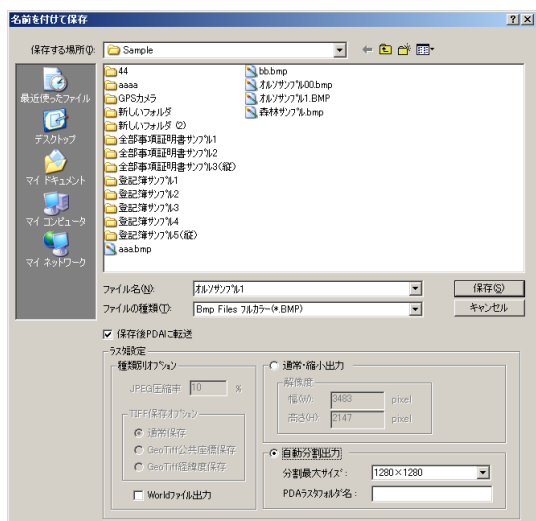 名前を付けて保存
保存する場所(I):
Sample
最近使ったファイル
デスクトップ
マイ ドキュメント
マイ コンピュータ
マイ ネットワーク
44
aaaa
GPSカメラ
新しいフォルダ
新しいフォルダ (2)
全部事項証明書サンプル1
全部事項証明書サンプル2
全部事項証明書サンプル3(縦)
登記簿サンプル1
登記簿サンプル2
登記簿サンプル3
登記簿サンプル4
登記簿サンプル5(縦)
aaa.bmp
bb.bmp
オルソサンプル00.bmp
オルソサンプル1.BMP
森林サンプル.bmp
ファイル名(N):
オルソサンプル1
保存(S)
ファイルの種類(T):
Bmp Files フルカラー(*.BMP)
キャンセル
保存後PDAに転送
ラスタ設定
種類別オプション
JPEG圧縮率 10 %
TIFF保存オプション
通常保存
GeoTiff公共座標保存
GeoTiff経緯度保存
Worldファイル出力
通常・縮小出力
解像度
幅(W): 3483 pixel
高さ(H): 2147 pixel
自動分割出力
分割最大サイズ: 1280×1280
PDAラスタフォルダ名: